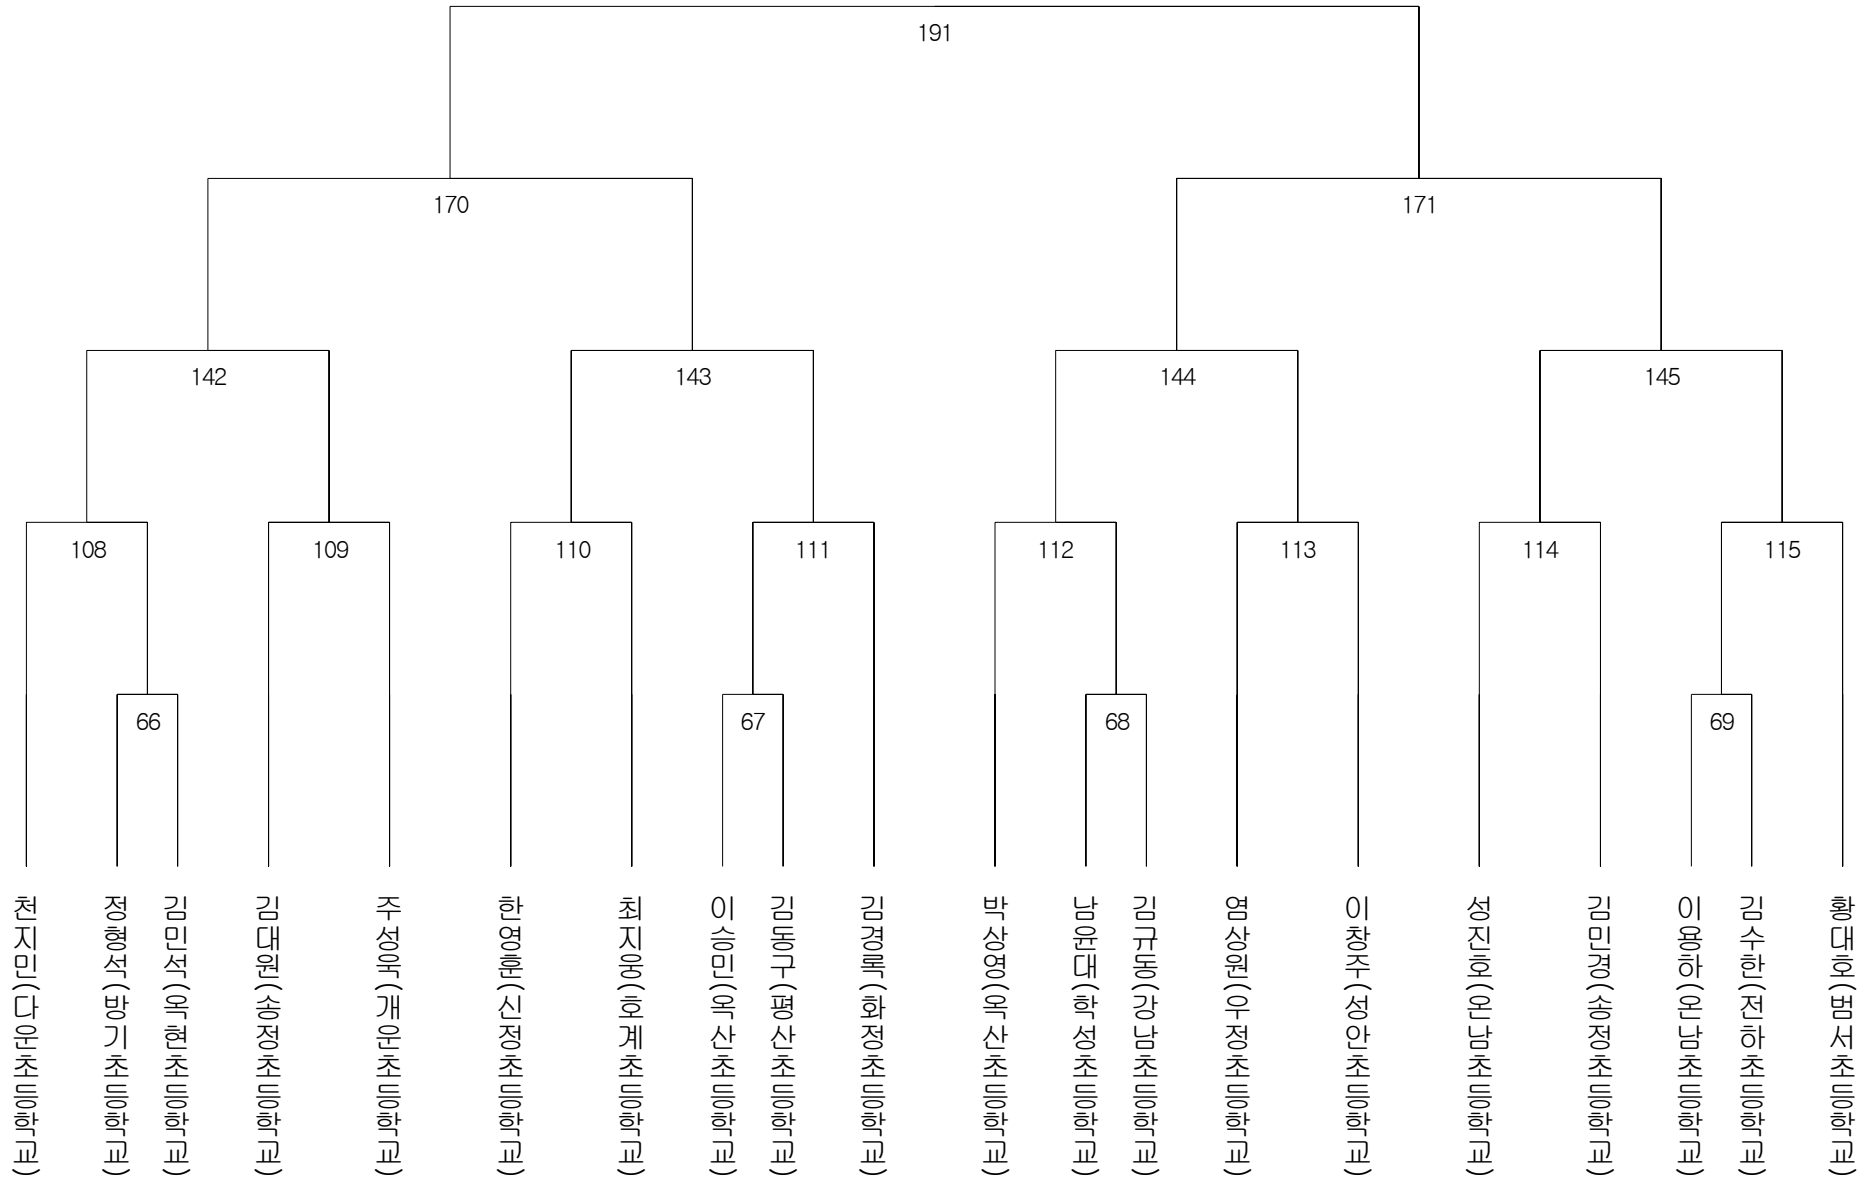 191
170
171
142
143
144
145
108
109
110
111
112
113
114
115
66
67
68
69
천지민(다운초등학교)
정형석(방기초등학교)
김민석(옥현초등학교)
김대원(송정초등학교)
주성욱(개운초등학교)
한영훈(신정초등학교)
최지웅(호계초등학교)
이승민(옥산초등학교)
김동구(평산초등학교)
김경록(화정초등학교)
박상영(옥산초등학교)
남윤대(학성초등학교)
김규동(강남초등학교)
염상원(우정초등학교)
이창주(성안초등학교)
성진호(온남초등학교)
김민경(송정초등학교)
이용하(온남초등학교)
김수한(전하초등학교)
황대호(범서초등학교)